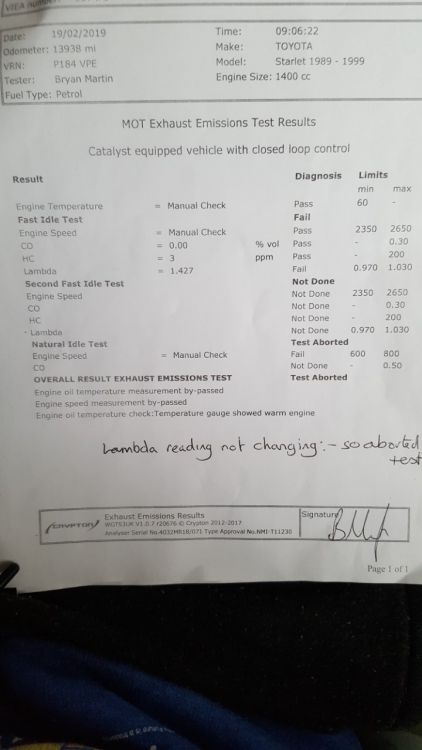 Date: 19/02/2019 Time: 09:06:22
Odometer: 13938 mi Make: TOYOTA
VRN: P184 VPE Model: Starlet 1989 - 1999
Tester: Bryan Martin Engine Size: 1400 cc
Fuel Type: Petrol
MOT Exhaust Emissions Test Results
Catalyst equipped vehicle with closed loop control
Result Diagnosis Limits
min max
Engine Temperature = Manual Check Pass 60 -
Fast Idle Test Fail
Engine Speed = Manual Check Pass 2350 2650
CO = 0.00 % vol Pass - 0.30
HC = 3 ppm Pass - 200
Lambda = 1.427 Fail 0.970 1.030
Second Fast Idle Test Not Done
Engine Speed Not Done 2350 2650
CO Not Done - 0.30
HC Not Done - 200
Lambda Not Done 0.970 1.030
Natural Idle Test Test Aborted
Engine Speed = Manual Check Fail 600 800
CO Not Done - 0.50
OVERALL RESULT EXHAUST EMISSIONS TEST Test Aborted
Engine oil temperature measurement by-passed
Engine speed measurement by-passed
Engine oil temperature check:Temperature gauge showed warm engine
Lambda reading not changing:- so aborted
test
Crypton Exhaust Emissions Results Signature
© Crypton 2012-2017
Analyser Serial No. Type Approval No.
Page 1 of 1